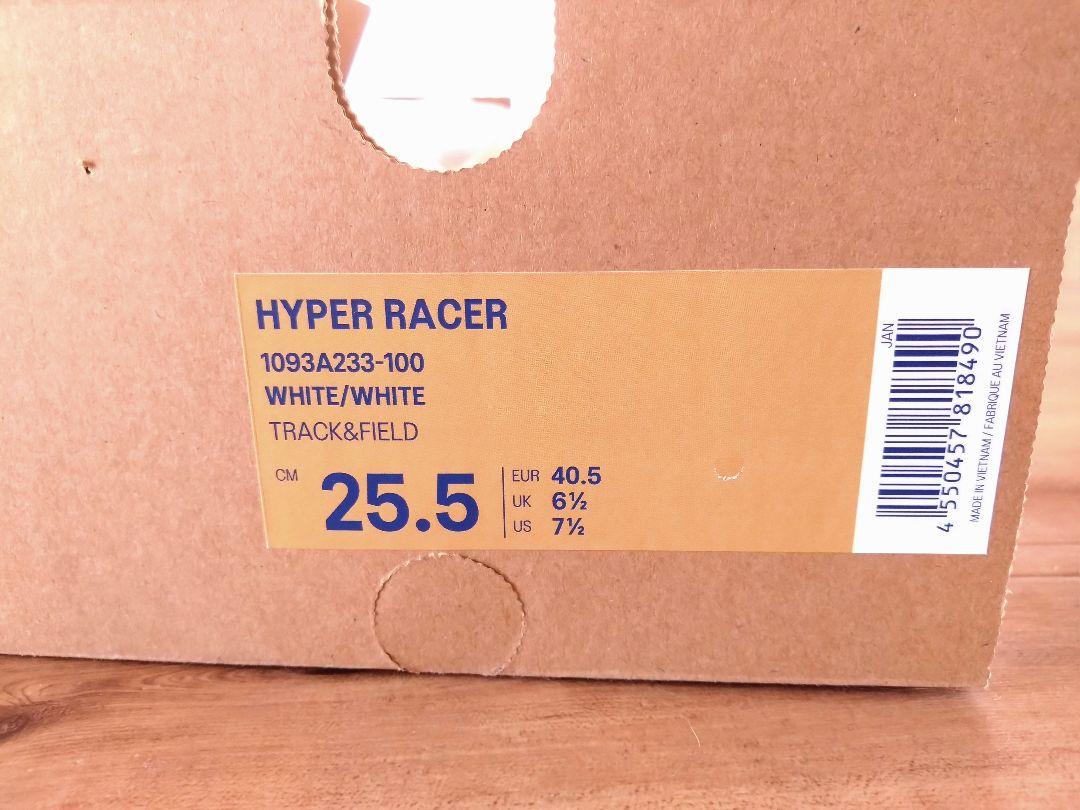 HYPER RACER
1093A233-100
WHITE/WHITE
TRACK&FIELD
CM 25.5
EUR 40.5
UK 6½
US 7½
JAN
4 550457 818490
MADE IN VIETNAM / FABRIQUE AU VIETNAM